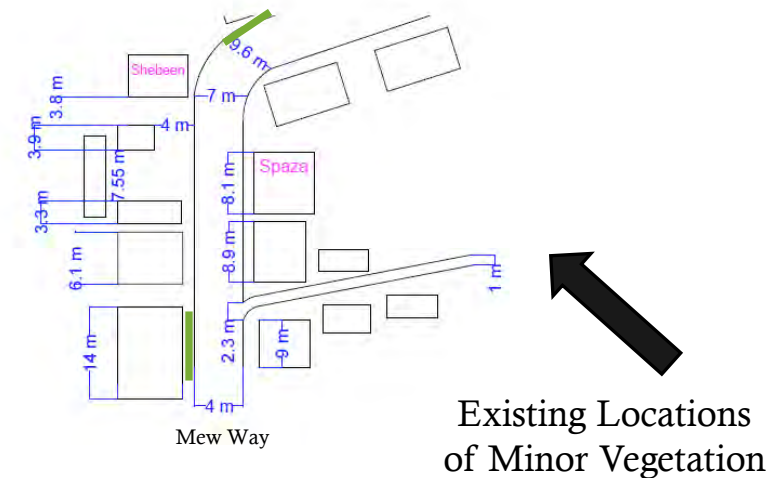 9.6 m
Shebeen
3.8 m
7 m
4 m
3.9 m
7.55 m
Spaza
8.1 m
3.3 m
6.1 m
8.9 m
1 m
2.3 m
9 m
14 m
4 m
Mew Way
Existing Locations
of Minor Vegetation